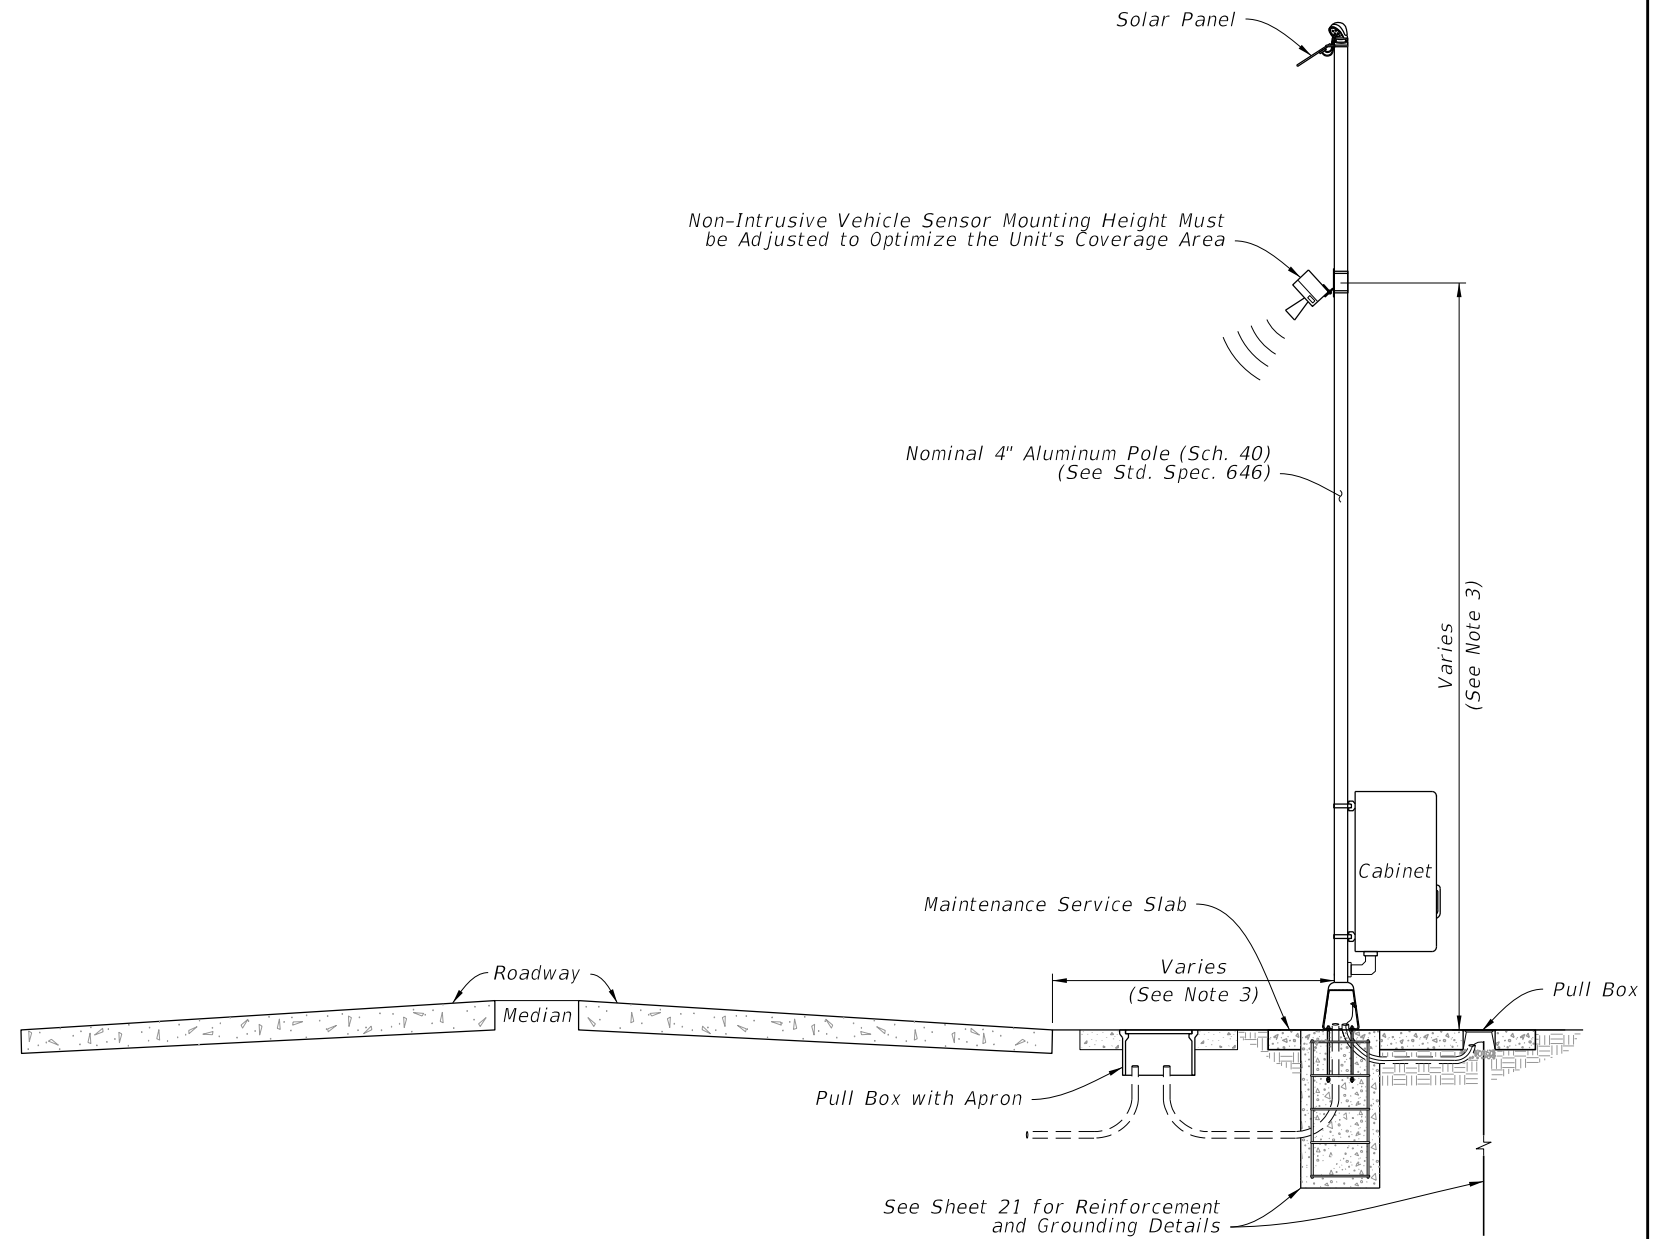 Solar Panel
Non-Intrusive Vehicle Sensor Mounting Height Must
be Adjusted to Optimize the Unit's Coverage Area
Nominal 4" Aluminum Pole (Sch. 40)
(See Std. Spec. 646)
Varies
(See Note 3)
Cabinet
Maintenance Service Slab
Varies
(See Note 3)
Roadway
Median
Pull Box
Pull Box with Apron
See Sheet 21 for Reinforcement
and Grounding Details